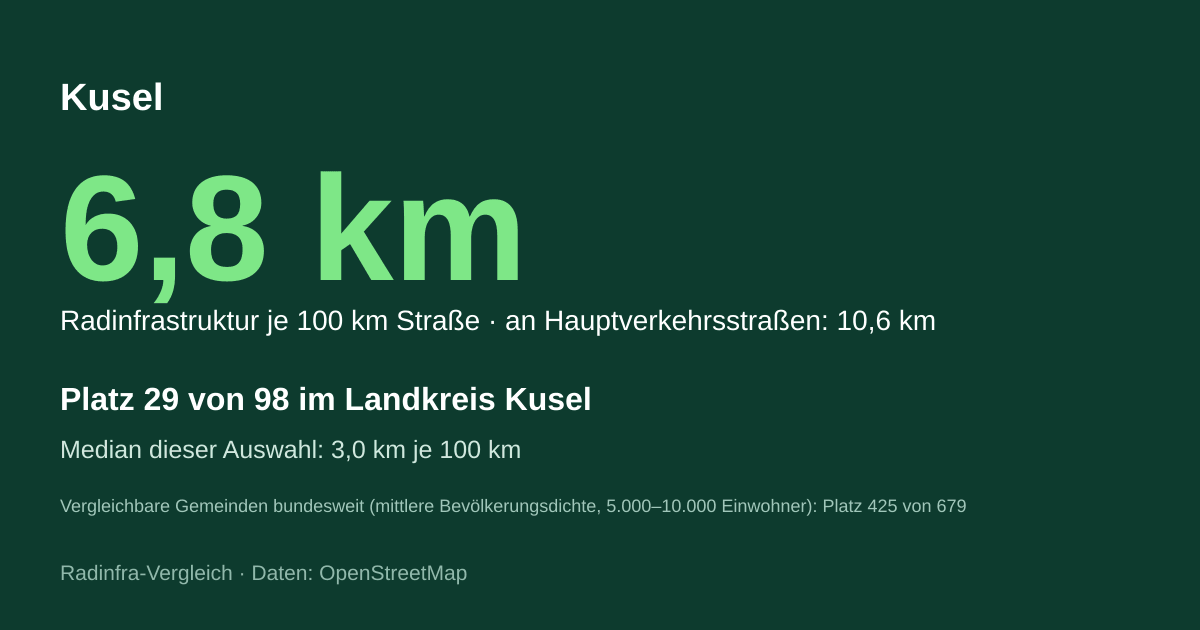 Kusel
6,8 km
Radinfrastruktur je 100 km Straße · an Hauptverkehrsstraßen: 10,6 km
Platz 29 von 98 im Landkreis Kusel
Median dieser Auswahl: 3,0 km je 100 km
Vergleichbare Gemeinden bundesweit (mittlere Bevölkerungsdichte, 5.000–10.000 Einwohner): Platz 425 von 679
Radinfra-Vergleich · Daten: OpenStreetMap